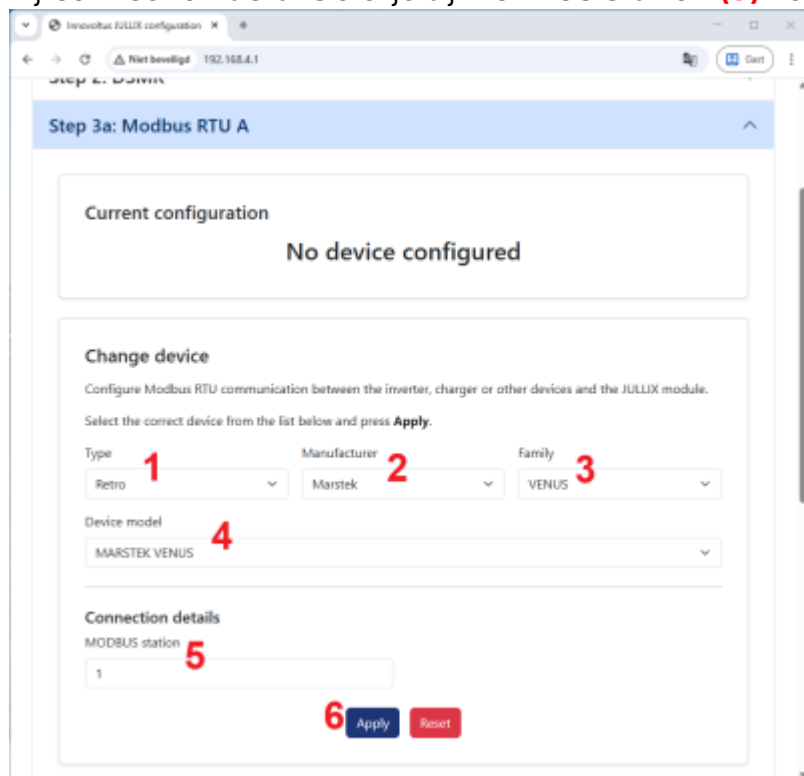 Innovoltus JULLIX configuration
Niet beveiligd 192.168.4.1 Gast
Step 2: DSMR
Step 3a: Modbus RTU A
Current configuration
No device configured
Change device
Configure Modbus RTU communication between the inverter, charger or other devices and the JULLIX module.
Select the correct device from the list below and press Apply.
Type 1 Manufacturer 2 Family 3
Retro Marstek VENUS
Device model 4
MARSTEK VENUS
Connection details
MODBUS station 5
1
6 Apply Reset